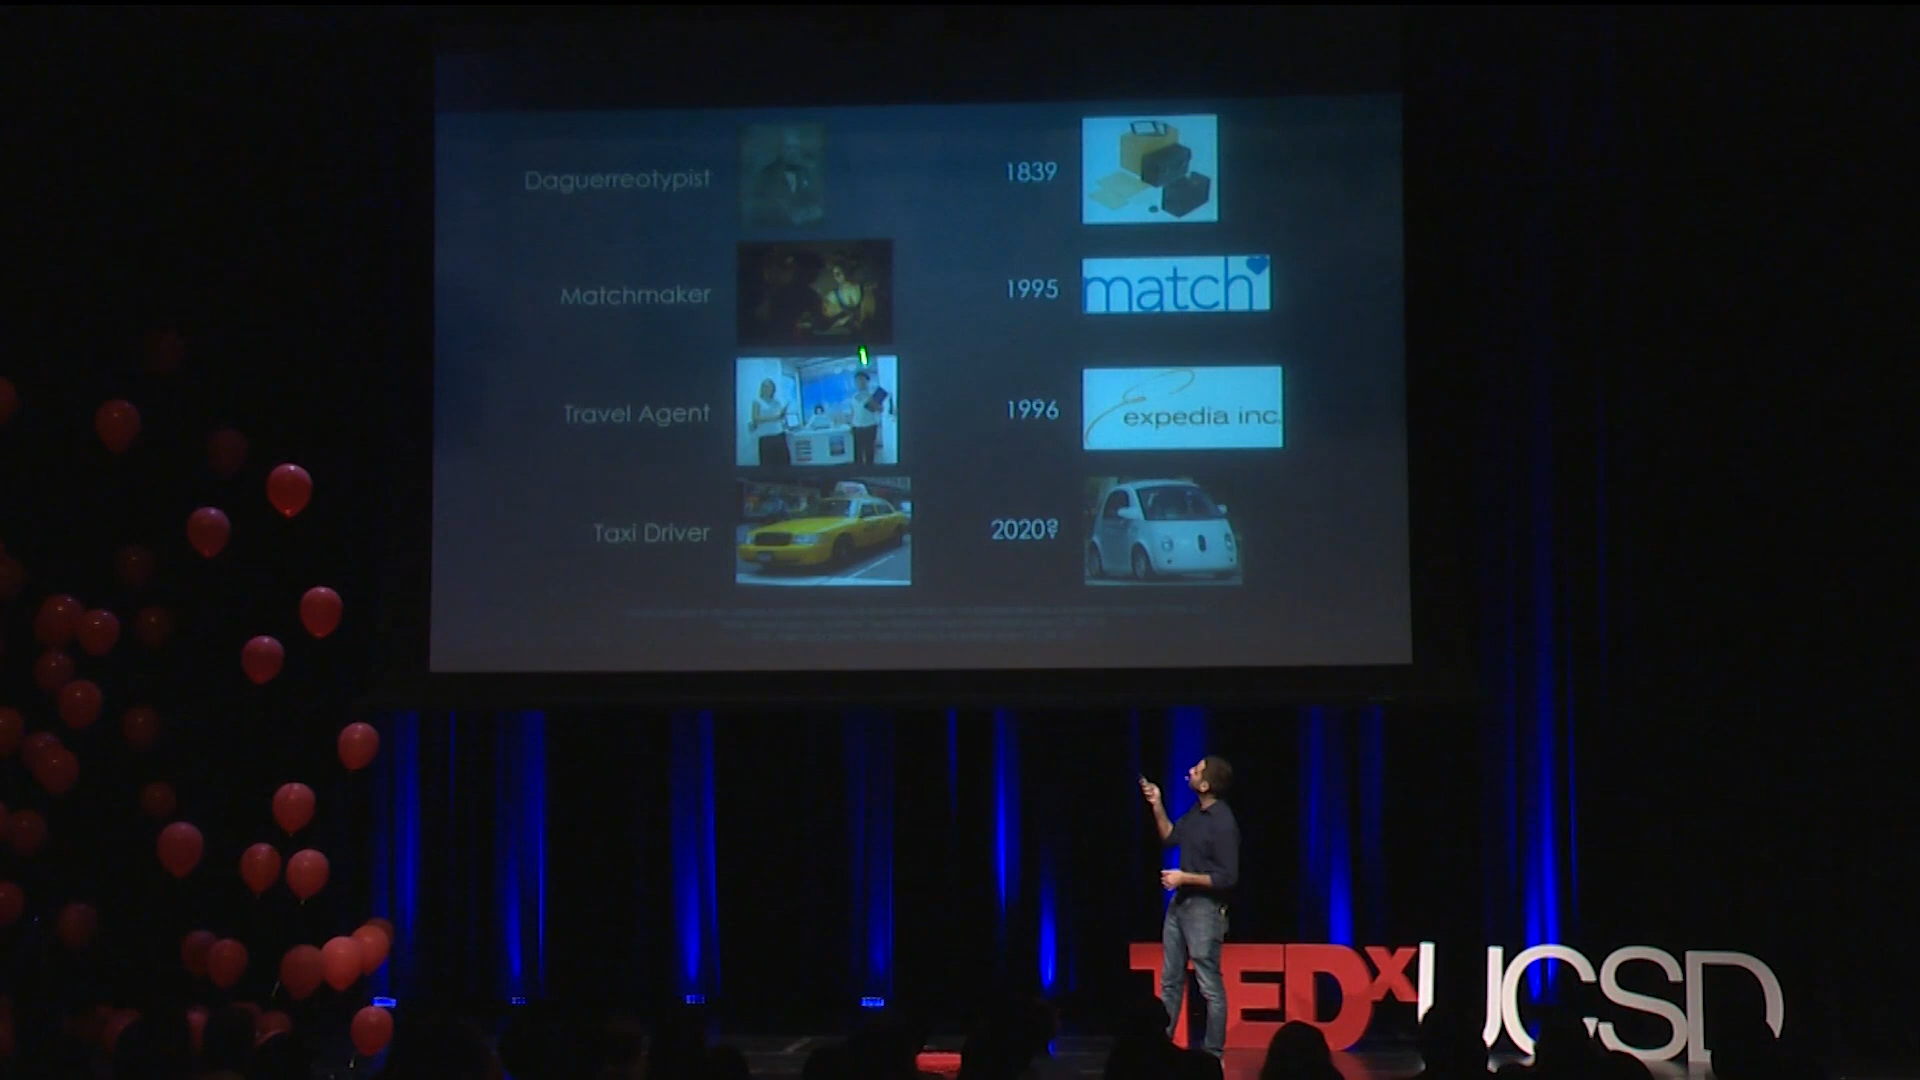 Daguerreotypist 1839
Matchmaker 1995 match
Travel Agent 1996 expedia inc.
Taxi Driver 2020?
TEDxUCSD